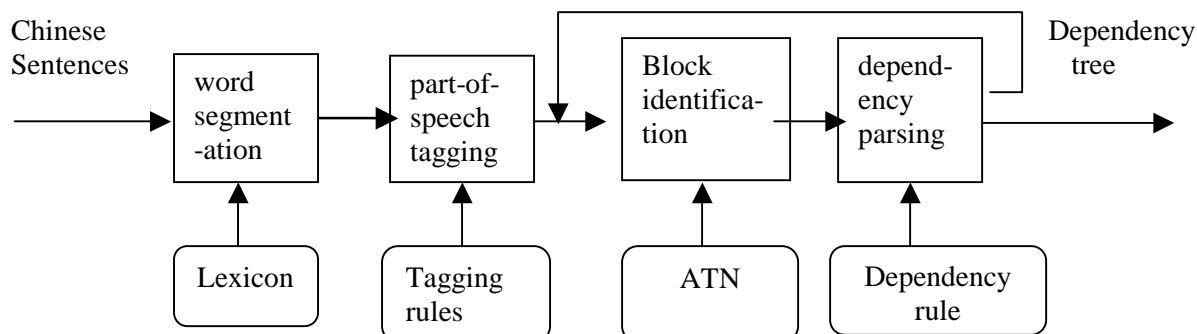 Chinese
Sentences
word
segment
-ation
part-of-
speech
tagging
Block
identifica-
tion
depend-
ency
parsing
Dependency
tree
Lexicon
Tagging
rules
ATN
Dependency
rule